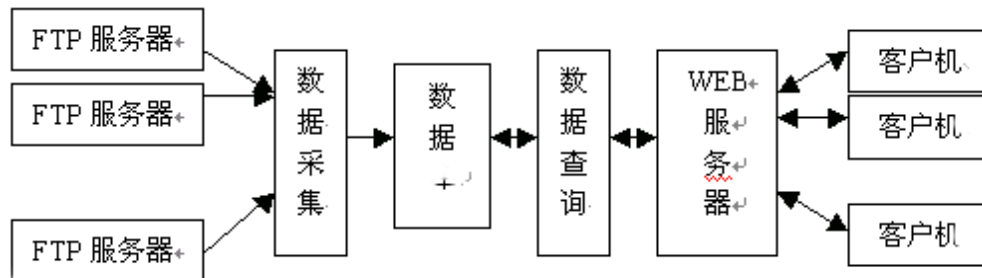 FTP 服务器
FTP 服务器
FTP 服务器
数
据
采
集
数
据
数
据
查
询
WEB
服
务
器
客户机
客户机
客户机